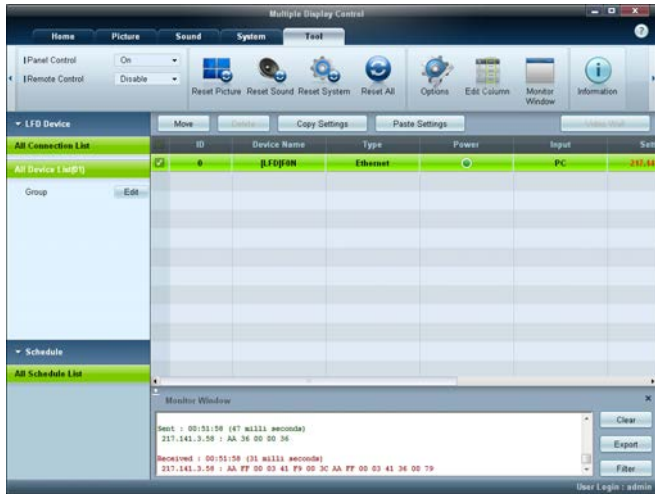 Multiple Display Control
Home Picture Sound System Tool
Panel Control On
Remote Control Disable
Reset Picture Reset Sound Reset System Reset All Options Edit Column Monitor Window Information
LFD Device
Move Delete Copy Settings Paste Settings Video Wall
All Connection List
ID Device Name Type Power Input Sett
All Device List(01)
0 [LFD]F0N Ethernet PC 217.141
Group Edit
Schedule
All Schedule List
Monitor Window
Sent : 00:51:58 (47 milli seconds)
217.141.3.58 : AA 36 00 00 36
Received : 00:51:58 (31 milli seconds)
217.141.3.58 : AA FF 00 03 41 F9 00 3C AA FF 00 03 41 36 00 79
Clear
Export
Filter
User Login : admin